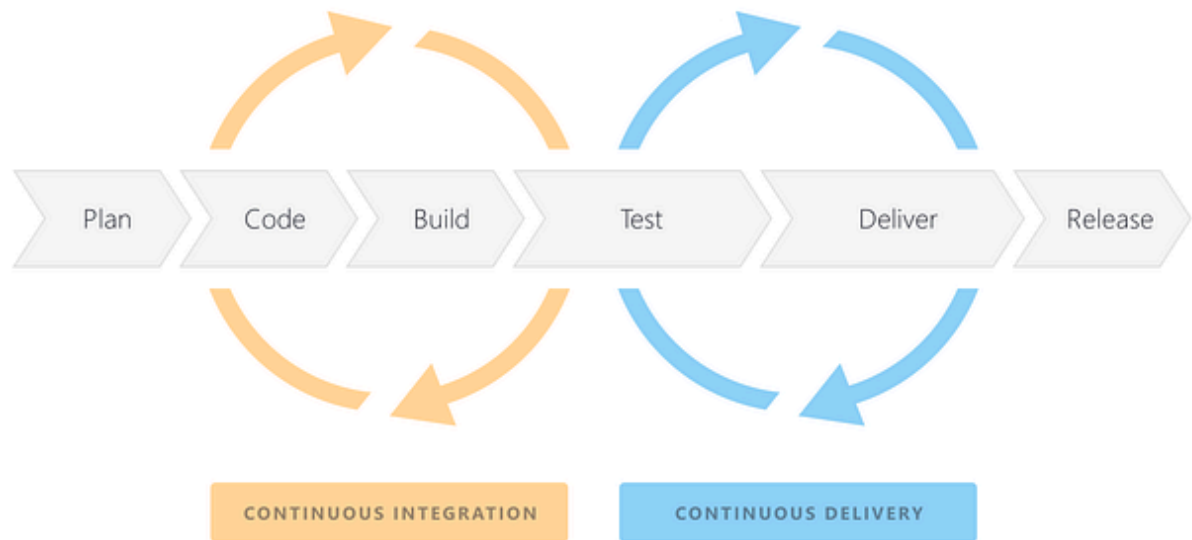 Plan Code Build Test Deliver Release
CONTINUOUS INTEGRATION CONTINUOUS DELIVERY